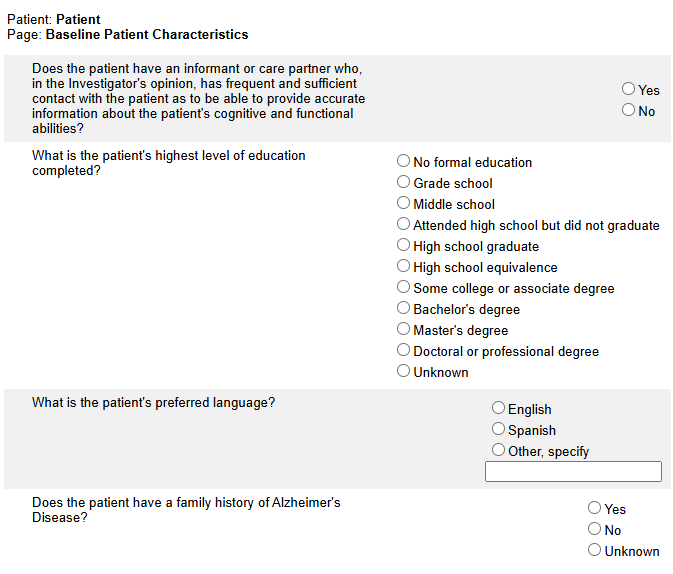 Patient: Patient
Page: Baseline Patient Characteristics
Does the patient have an informant or care partner who,
in the Investigator's opinion, has frequent and sufficient
contact with the patient as to be able to provide accurate
information about the patient's cognitive and functional
abilities?
Yes
No
What is the patient's highest level of education
completed?
No formal education
Grade school
Middle school
Attended high school but did not graduate
High school graduate
High school equivalence
Some college or associate degree
Bachelor's degree
Master's degree
Doctoral or professional degree
Unknown
What is the patient's preferred language?
English
Spanish
Other, specify
Does the patient have a family history of Alzheimer's
Disease?
Yes
No
Unknown